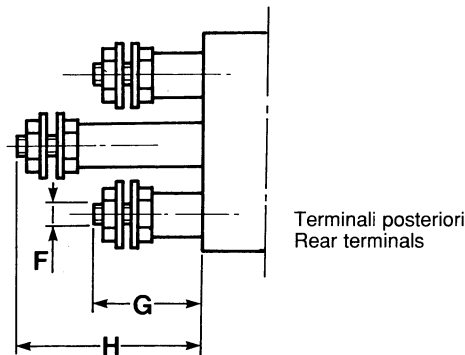 Terminali posteriori
Rear terminals
F
G
H